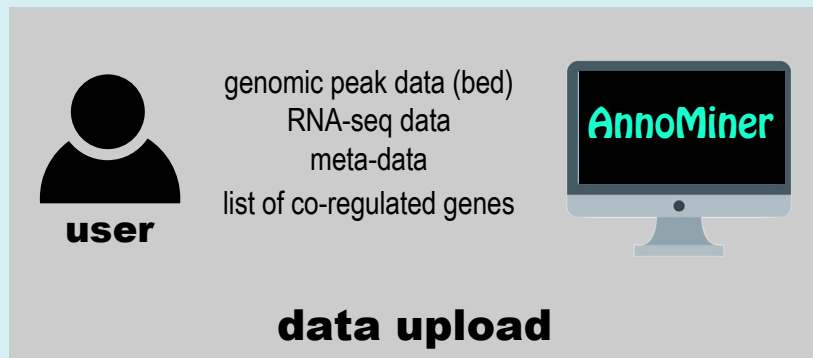 genomic peak data (bed)
RNA-seq data
meta-data
list of co-regulated genes
user
AnnoMiner
data upload